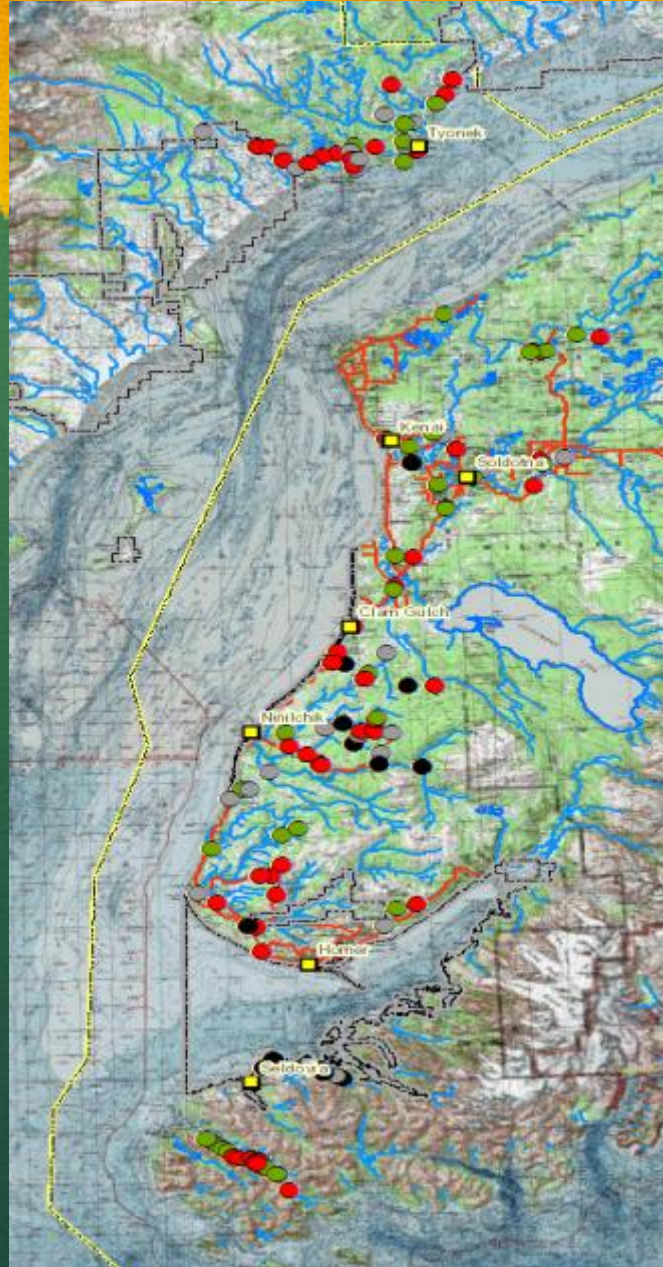 Tyonek
Kenai
Soldotna
Clam Gulch
Ninilchik
Homer
Seldovia